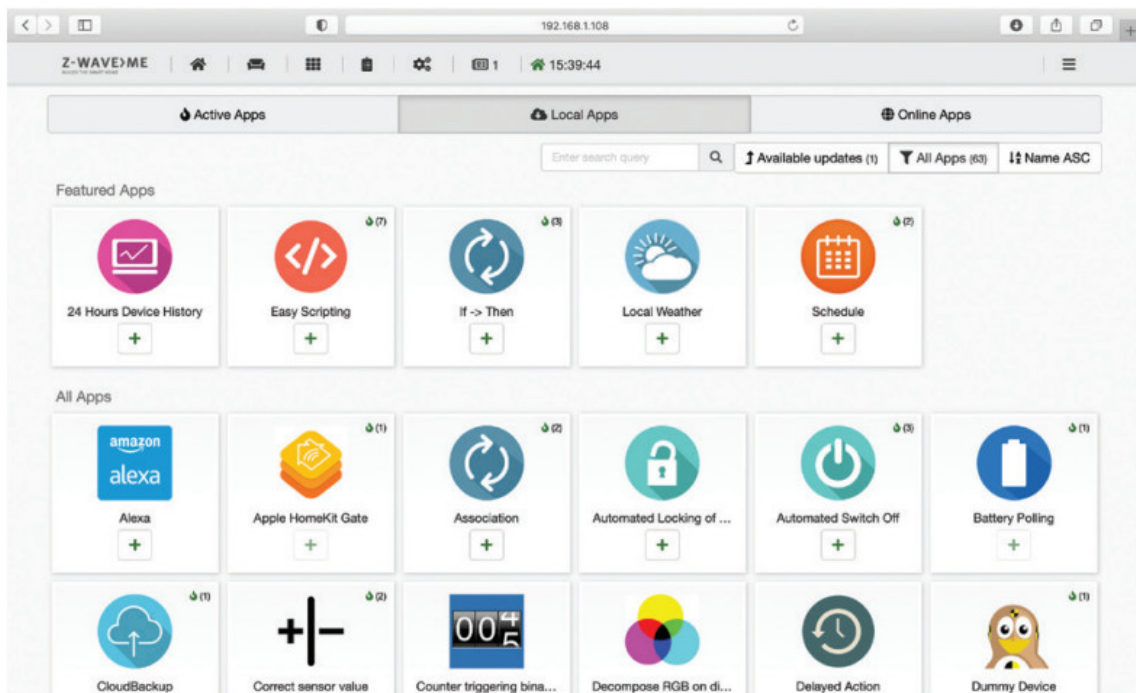 192.168.1.108
Z-WAVE>ME 1 15:39:44
Active Apps Local Apps Online Apps
Enter search query Available updates (1) All Apps (63) Name ASC
Featured Apps
(7) (3) (2)
</>
24 Hours Device History Easy Scripting If -> Then Local Weather Schedule
+ + + + +
All Apps
(1) (2) (3) (1)
amazon
alexa
Alexa Apple HomeKit Gate Association Automated Locking of ... Automated Switch Off Battery Polling
+ + + + + +
(1) (2) (1)
CloudBackup Correct sensor value Counter triggering bina... Decompose RGB on di... Delayed Action Dummy Device